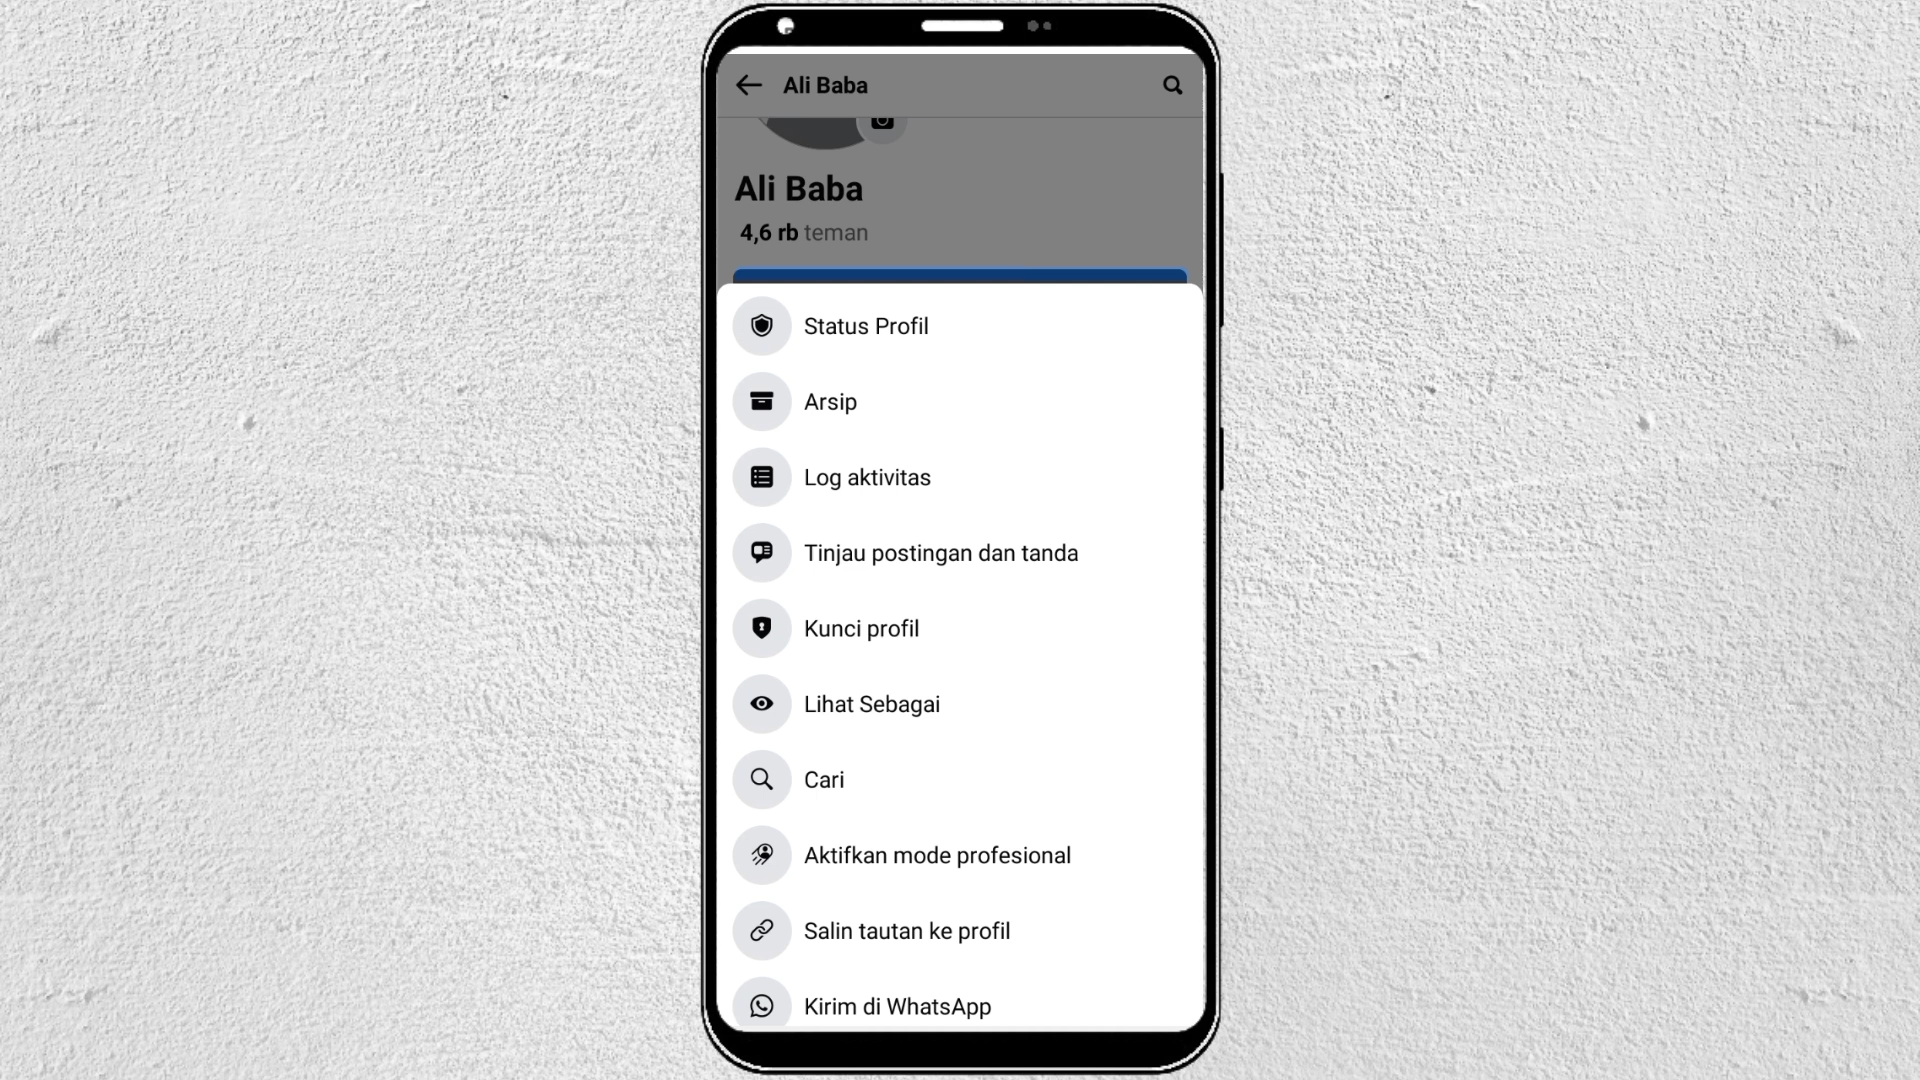 Ali Baba
Ali Baba
4,6 rb teman
Status Profil
Arsip
Log aktivitas
Tinjau postingan dan tanda
Kunci profil
Lihat Sebagai
Cari
Aktifkan mode profesional
Salin tautan ke profil
Kirim di WhatsApp